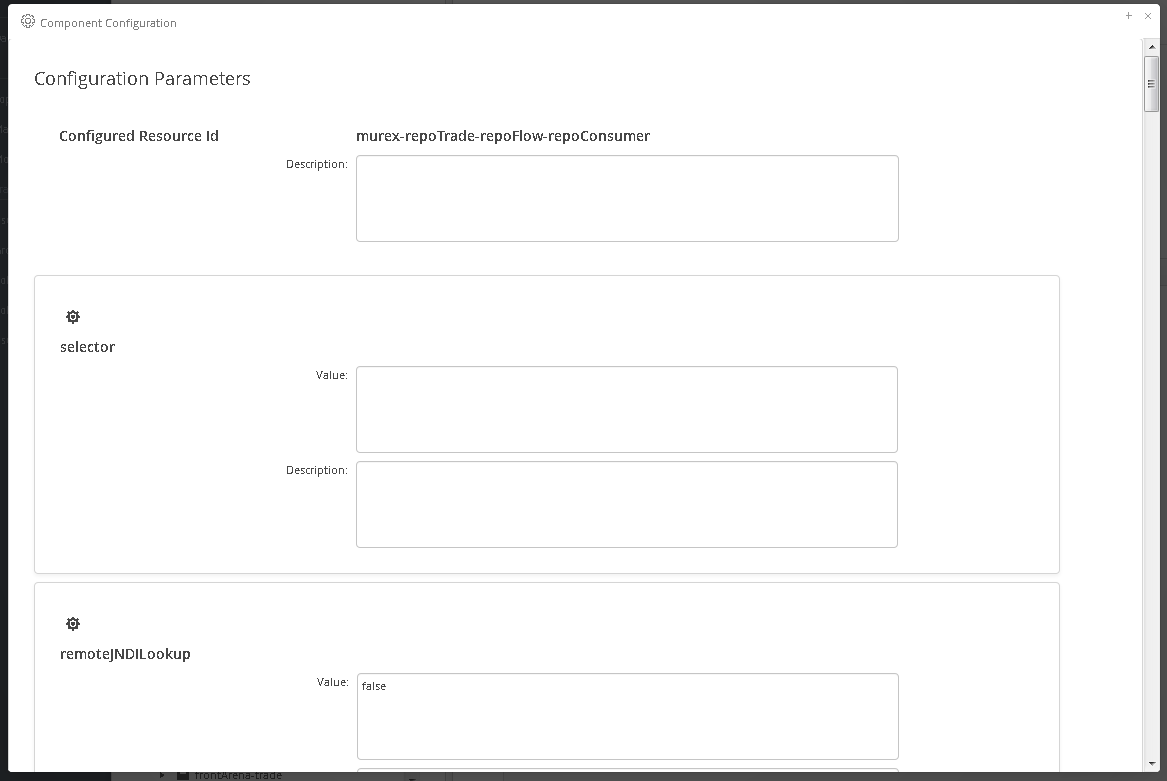 Component Configuration
Configuration Parameters
Configured Resource Id murex-repoTrade-repoFlow-repoConsumer
Description:
selector
Value:
Description:
remoteJNDILookup
Value: false
frontArena-trade